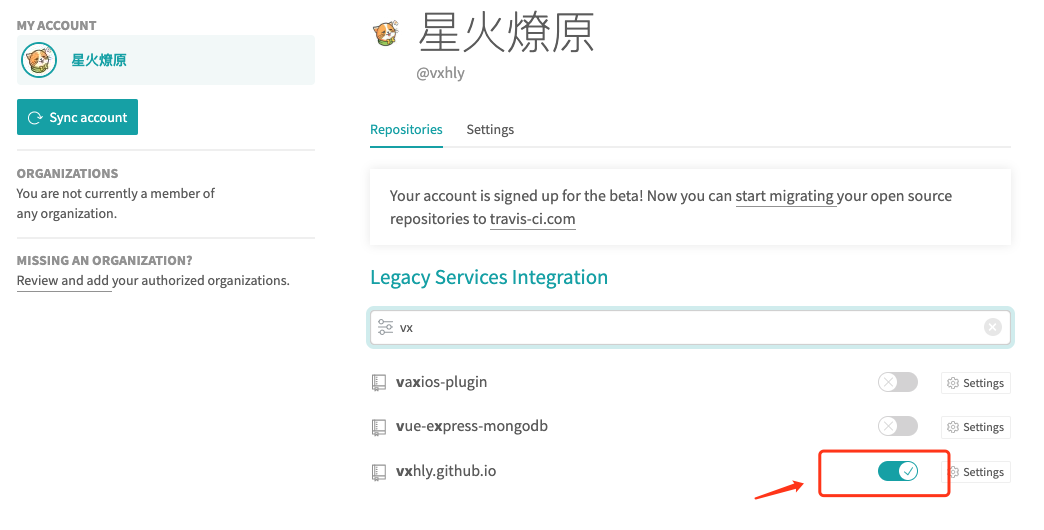 MY ACCOUNT
星火燎原
Sync account
ORGANIZATIONS
You are not currently a member of
any organization.
MISSING AN ORGANIZATION?
Review and add your authorized organizations.
星火燎原
@vxhly
Repositories
Settings
Your account is signed up for the beta! Now you can start migrating your open source
repositories to travis-ci.com
Legacy Services Integration
vx
vaxios-plugin
Settings
vue-express-mongodb
Settings
vxhly.github.io
Settings